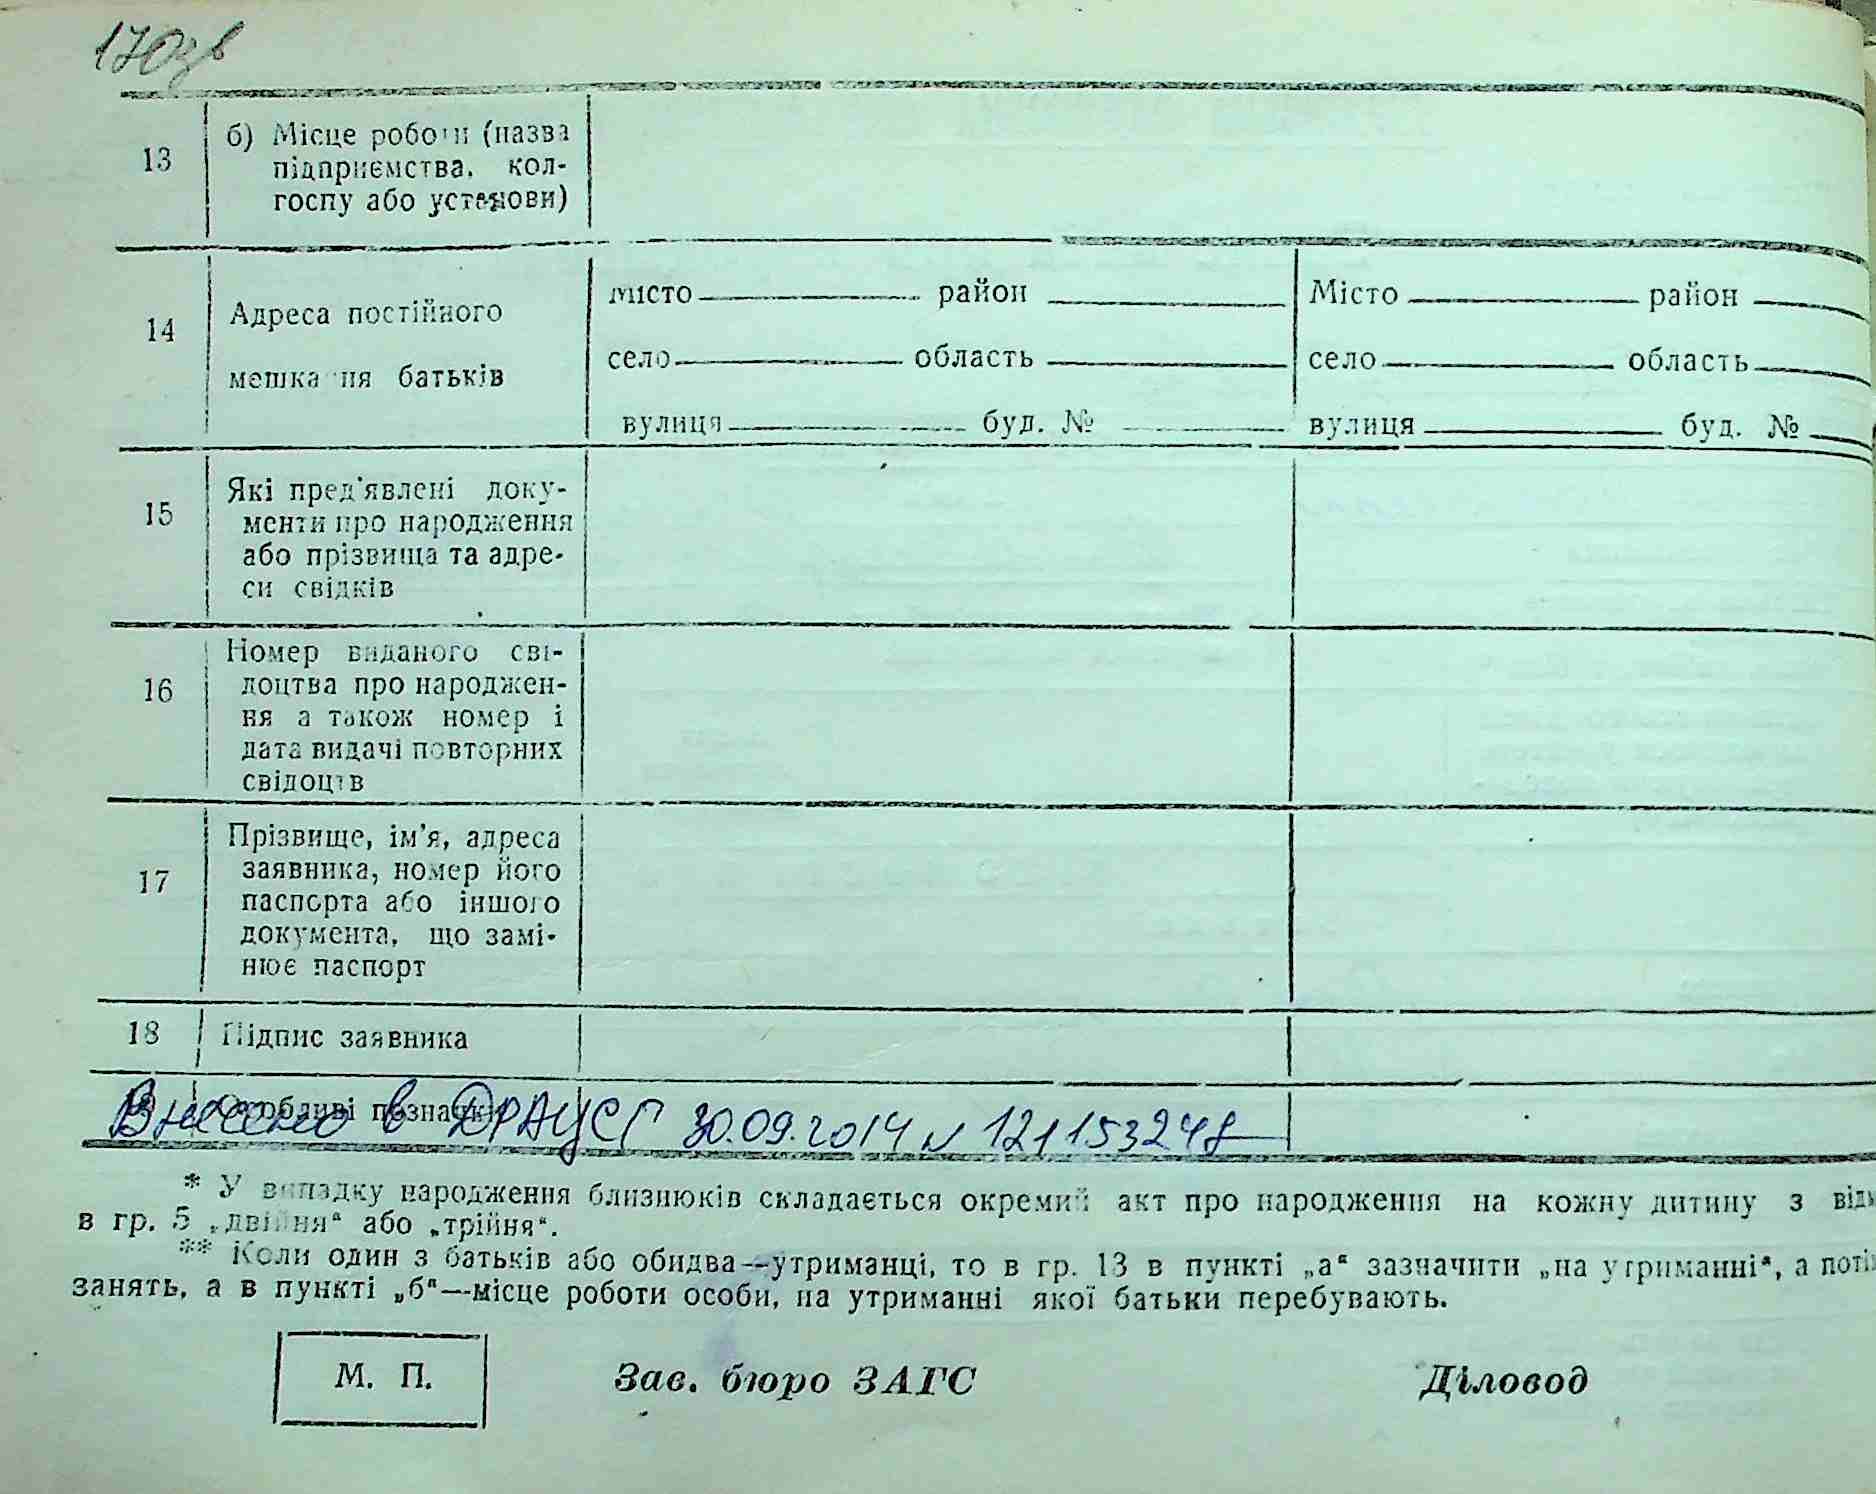 170зв
13 б) Місце роботи (назва
підприємства, кол-
госпу або установи)
14 Адреса постійного
мешкання батьків
місто район Місто район
село область село область
вулиця буд. № вулиця буд. №
15 Які пред'явлені доку-
менти про народження
або прізвища та адре-
си свідків
16 Номер виданого сві-
доцтва про народжен-
ня а також номер і
дата видачі повторних
свідоцтв
17 Прізвище, ім'я, адреса
заявника, номер його
паспорта або іншого
документа, що замі-
нює паспорт
18 Підпис заявника
Особливі позначки
Внесено в ДРАЦСГ 30.09.2014 № 121153248
* У випадку народження близнюків складається окремий акт про народження на кожну дитину з
в гр. 5 „двійня“ або „трійня“.
** Коли один з батьків або обидва—утриманці, то в гр. 13 в пункті „а“ зазначити „на утриманні“, а
занять, а в пункті „б“—місце роботи особи, на утриманні якої батьки перебувають.
М. П. Зав. бюро ЗАГС Діловод